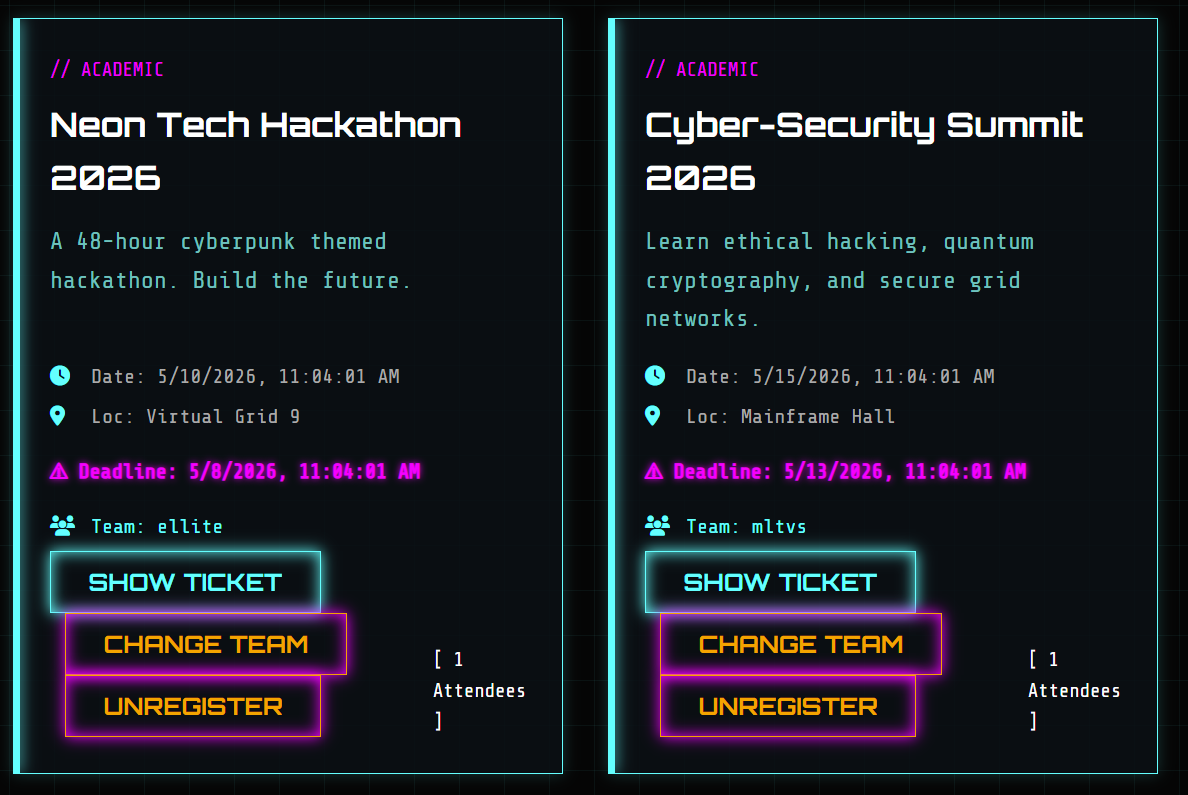 // ACADEMIC
Neon Tech Hackathon
2026
A 48-hour cyberpunk themed
hackathon. Build the future.
Date: 5/10/2026, 11:04:01 AM
Loc: Virtual Grid 9
Deadline: 5/8/2026, 11:04:01 AM
Team: ellite
SHOW TICKET
CHANGE TEAM
UNREGISTER
[ 1
Attendees
]
// ACADEMIC
Cyber-Security Summit
2026
Learn ethical hacking, quantum
cryptography, and secure grid
networks.
Date: 5/15/2026, 11:04:01 AM
Loc: Mainframe Hall
Deadline: 5/13/2026, 11:04:01 AM
Team: mltvs
SHOW TICKET
CHANGE TEAM
UNREGISTER
[ 1
Attendees
]